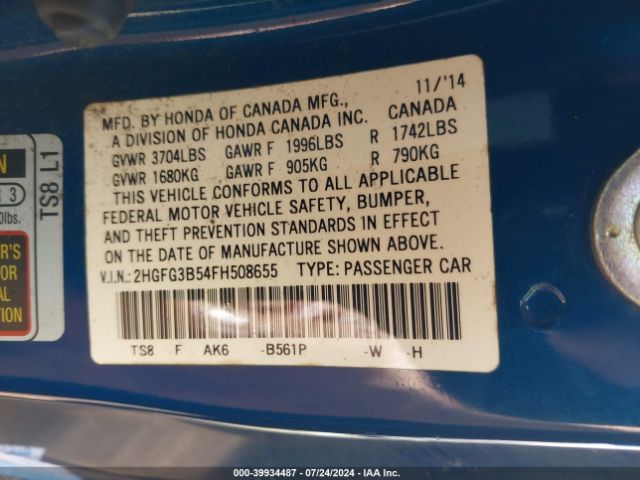 11/'14
MFD. BY HONDA OF CANADA MFG., CANADA
A DIVISION OF HONDA CANADA INC.
GVWR 3704LBS GAWR F 1996LBS R 1742LBS
GVWR 1680KG GAWR F 905KG R 790KG
THIS VEHICLE CONFORMS TO ALL APPLICABLE
FEDERAL MOTOR VEHICLE SAFETY, BUMPER,
AND THEFT PREVENTION STANDARDS IN EFFECT
ON THE DATE OF MANUFACTURE SHOWN ABOVE.
V.I.N.: 2HGFG3B54FH508655 TYPE: PASSENGER CAR
TS8 F AK6 -B561P -W -H
TS8 L1
3
000-39934487 - 07/24/2024 - IAA Inc.